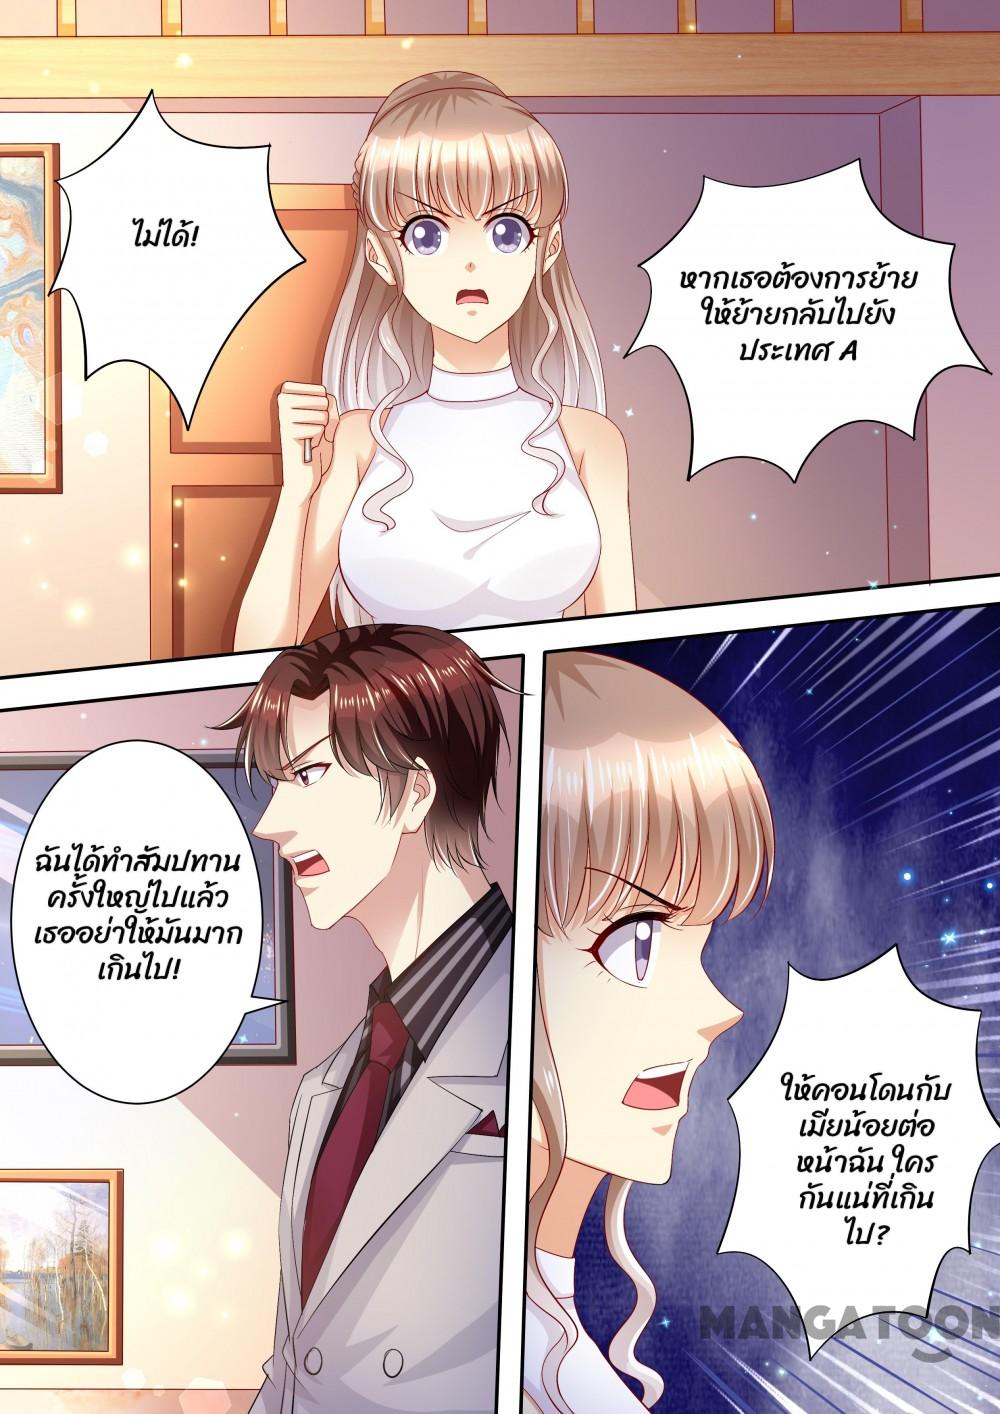 ไม่ได้!
หากเธอต้องการย้าย
ให้ย้ายกลับไปยัง
ประเทศ A
ฉันได้ทำสัมปทาน
ครั้งใหญ่ไปแล้ว
เธออย่าให้มันมาก
เกินไป!
ให้คอนโดนกับ
เมียน้อยต่อ
หน้าฉัน ใคร
กันแน่ที่เกิน
ไป?
MANGATOON